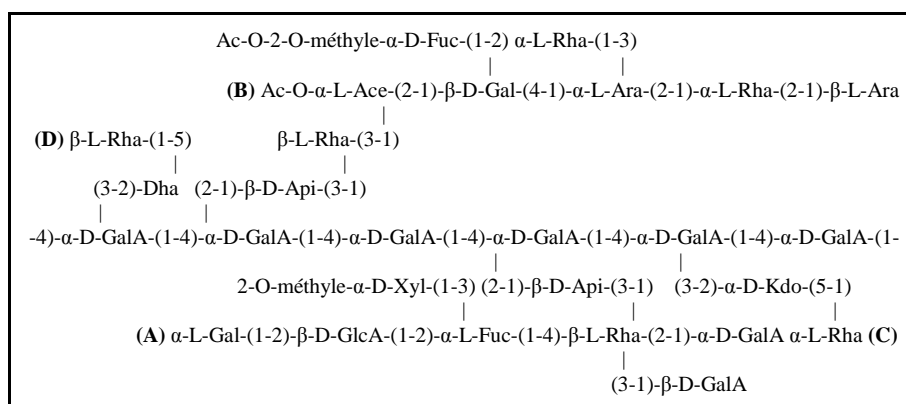 Ac-O-2-O-méthyle-α-D-Fuc-(1-2) α-L-Rha-(1-3)
(B) Ac-O-α-L-Ace-(2-1)-β-D-Gal-(4-1)-α-L-Ara-(2-1)-α-L-Rha-(2-1)-β-L-Ara
(D) β-L-Rha-(1-5) β-L-Rha-(3-1)
(3-2)-Dha (2-1)-β-D-Api-(3-1)
-4)-α-D-GalA-(1-4)-α-D-GalA-(1-4)-α-D-GalA-(1-4)-α-D-GalA-(1-4)-α-D-GalA-(1-4)-α-D-GalA-(1-
2-O-méthyle-α-D-Xyl-(1-3) (2-1)-β-D-Api-(3-1) (3-2)-α-D-Kdo-(5-1)
(A) α-L-Gal-(1-2)-β-D-GlcA-(1-2)-α-L-Fuc-(1-4)-β-L-Rha-(2-1)-α-D-GalA α-L-Rha (C)
(3-1)-β-D-GalA